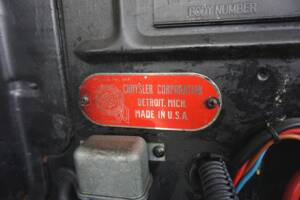 BODY NUMBER
CHRYSLER CORPORATION
DETROIT, MICH.
MADE IN U.S.A.